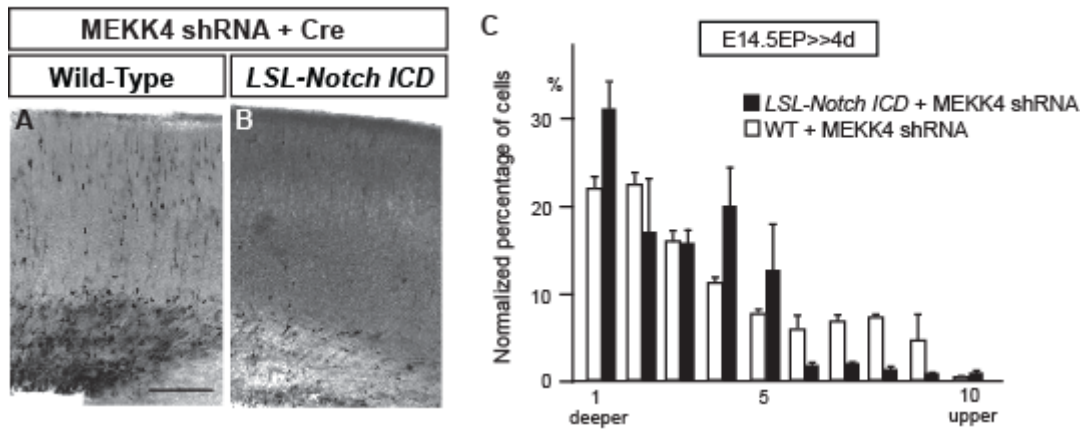 MEKK4 shRNA + Cre
Wild-Type
LSL-Notch ICD
A
B
C
E14.5EP>>4d
Normalized percentage of cells
%
30
20
10
0
LSL-Notch ICD + MEKK4 shRNA
WT + MEKK4 shRNA
1
5
10
deeper
upper